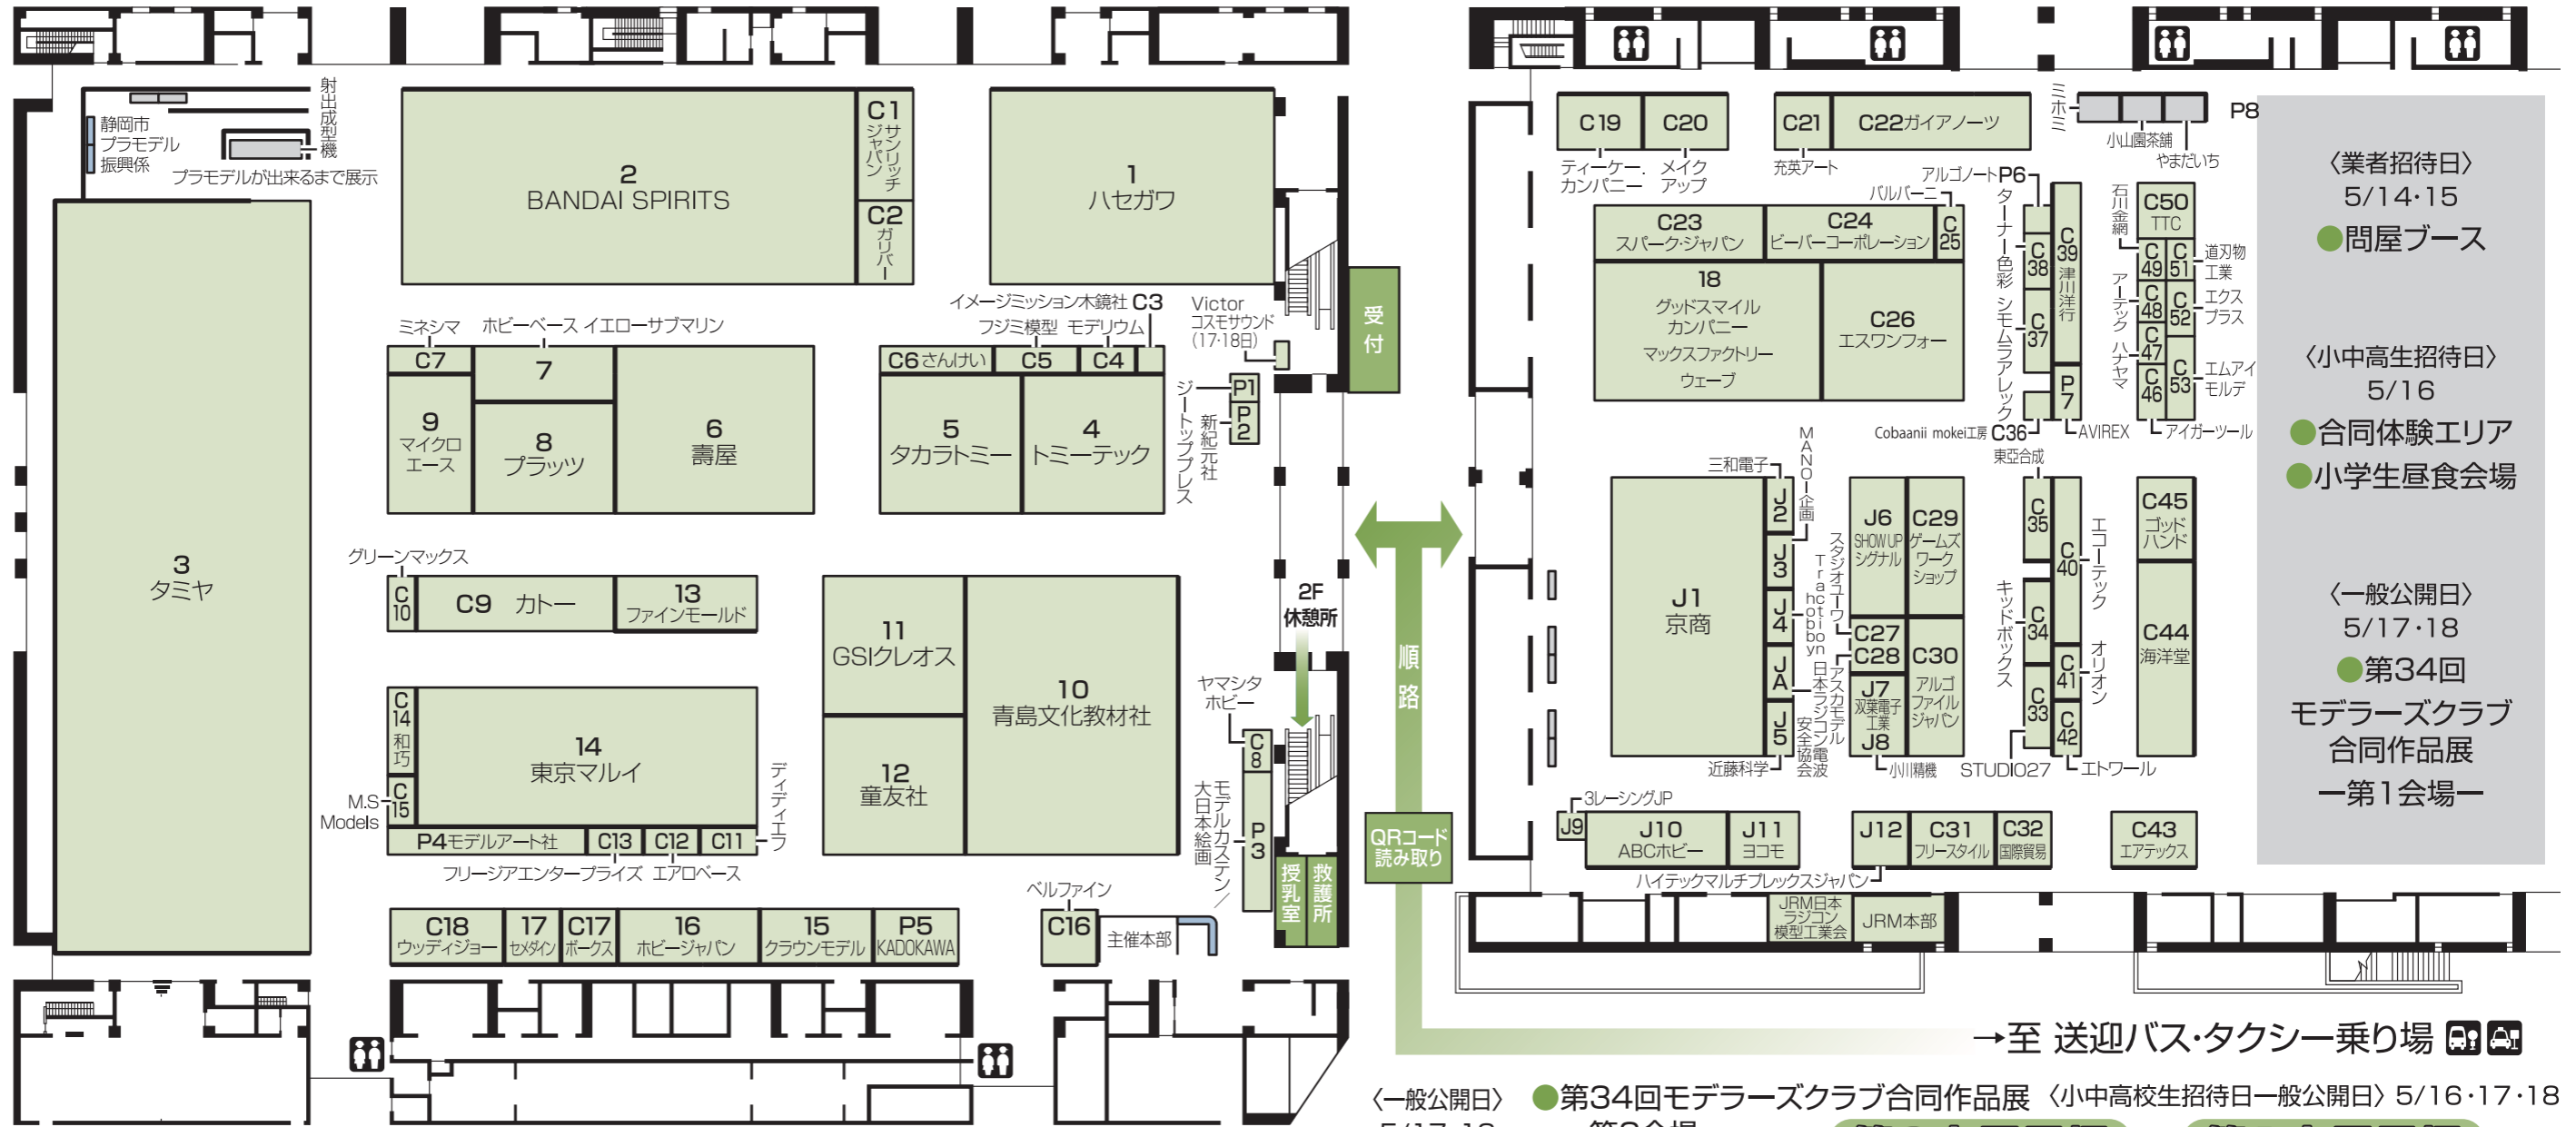 静岡市
プラモデル
振興係
射出成型機
プラモデルが出来るまで展示
3
タミヤ
2
BANDAI SPIRITS
C1
サンリッチ
ジャパン
C2
ガリバー
1
ハセガワ
ミネシマ
ホビーベース イエローサブマリン
C7
7
9
マイクロ
エース
8
プラッツ
6
壽屋
イメージミッション木鏡社 C3
フジミ模型 モデリウム
C6 さんけい
C5
C4
5
タカラトミー
4
トミーテック
Victor
コスモサウンド
(17・18日)
ジートッププレス
P1
新紀元社
P2
受付
グリーンマックス
C10
C9 カトー
13
ファインモールド
11
GSIクレオス
10
青島文化教材社
12
童友社
2F
休憩所
C14
和巧
14
東京マルイ
M.S
Models
C15
ディディエフ
P4モデルアート社
C13
C12
C11
フリージアエンタープライズ エアロベース
ヤマシタ
ホビー
C8
モデルカステン/
大日本絵画
P3
授乳室
救護所
C18
ウッディジョー
17
セメダイン
C17
ボークス
16
ホビージャパン
15
クラウンモデル
P5
KADOKAWA
ベルファイン
C16
主催本部
順路
QRコード
読み取り
C19
ティーケー.
カンパニー
C20
メイク
アップ
C21
充英アート
C22ガイアノーツ
ミホミ
小山園茶舗
やまだいち
P8
アルゴノートP6
バルバーニ
C23
スパーク・ジャパン
C24
ビーバーコーポレーション
C25
18
グッドスマイル
カンパニー
マックスファクトリー
ウェーブ
C26
エスワンフォー
ターナー色彩
C38
シモムラアレック
C37
C39
津川洋行
P7
AVIREX
Cobaanii mokei工房 C36
石川金網
C50
TTC
C49
C51
道刃物
工業
アーテック
C48
C52
エクス
プラス
ハナヤマ
C47
C46
C53
エムアイ
モルデ
アイガーツール
三和電子
MANO企画
J1
京商
J2
J3
J4
JA
J5
Tractionhobbyn
日本ラジコン電波
安全協会
近藤科学
スタジオユーワ
アスカモデル
J6
SHOW UP
シグナル
C29
ゲームズ
ワーク
ショップ
C27
C28
C30
アルゴ
ファイル
ジャパン
J7
双葉電子
工業
J8
小川精機
東亞合成
C35
C40
エコーテック
キッドボックス
C34
C41
オリオン
C33
C42
STUDIO27
エトワール
C45
ゴッド
ハンド
C44
海洋堂
3レーシングJP
J9
J10
ABCホビー
J11
ヨコモ
J12
C31
フリースタイル
C32
国際貿易
C43
エアテックス
ハイテックマルチプレックスジャパン
JRM日本
ラジコン
模型工業会
JRM本部
〈業者招待日〉
5/14・15
●問屋ブース
〈小中高生招待日〉
5/16
●合同体験エリア
●小学生昼食会場
〈一般公開日〉
5/17・18
●第34回
モデラーズクラブ
合同作品展
ー第1会場ー
→至 送迎バス・タクシー乗り場
〈一般公開日〉 ●第34回モデラーズクラブ合同作品展 〈小中高校生招待日一般公開日〉5/16・17・18